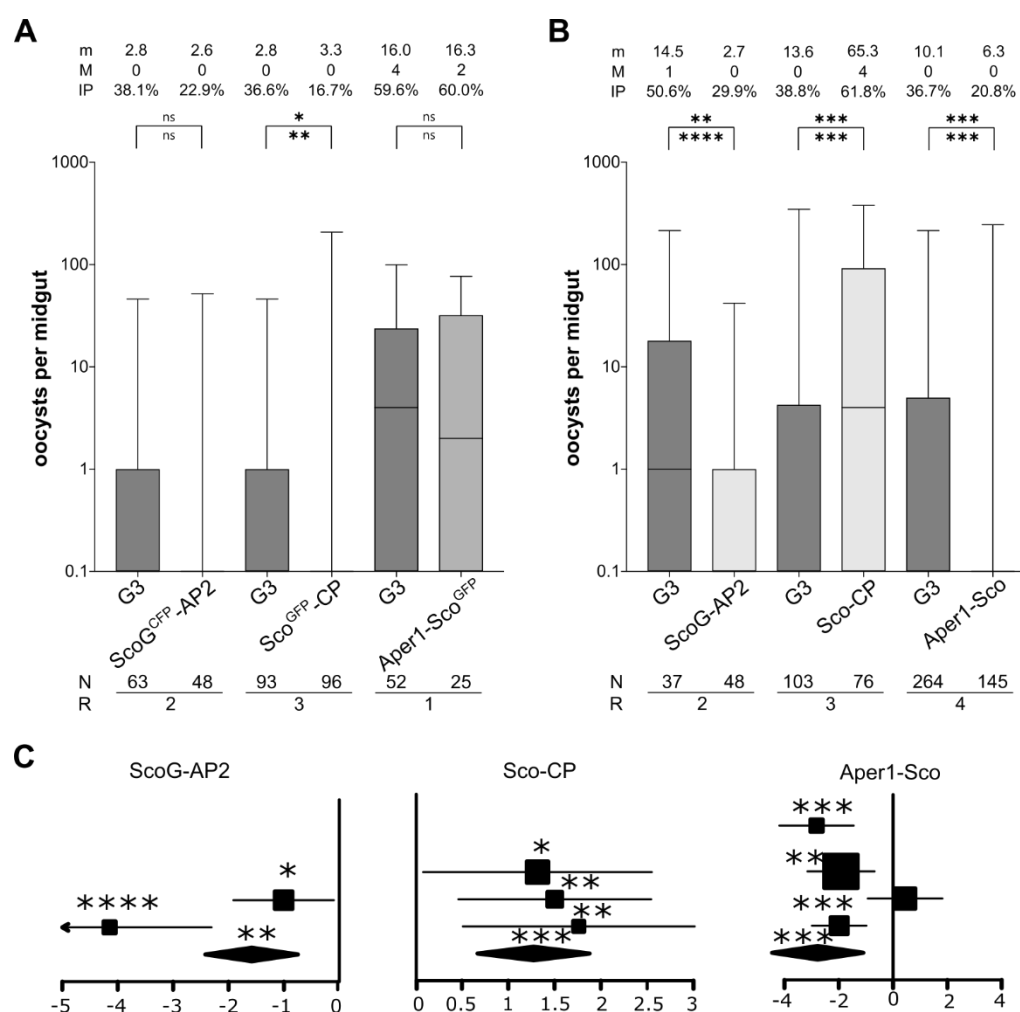 A
m 2.8 2.6 2.8 3.3 16.0 16.3
M 0 0 0 0 4 2
IP 38.1% 22.9% 36.6% 16.7% 59.6% 60.0%
ns * ns
ns ** ns
oocysts per midgut
1000
100
10
1
0.1
G3 ScoG^CFP-AP2 G3 Sco^GFP-CP G3 Aper1-Sco^GFP
N 63 48 93 96 52 25
R 2 3 1
B
m 14.5 2.7 13.6 65.3 10.1 6.3
M 1 0 0 4 0 0
IP 50.6% 29.9% 38.8% 61.8% 36.7% 20.8%
** *** ***
**** *** ***
oocysts per midgut
1000
100
10
1
0.1
G3 ScoG-AP2 G3 Sco-CP G3 Aper1-Sco
N 37 48 103 76 264 145
R 2 3 4
C
ScoG-AP2
*
****
**
-5 -4 -3 -2 -1 0
Sco-CP
*
**
**
***
0 0.5 1 1.5 2 2.5 3
Aper1-Sco
***
**
***
***
-4 -2 0 2 4